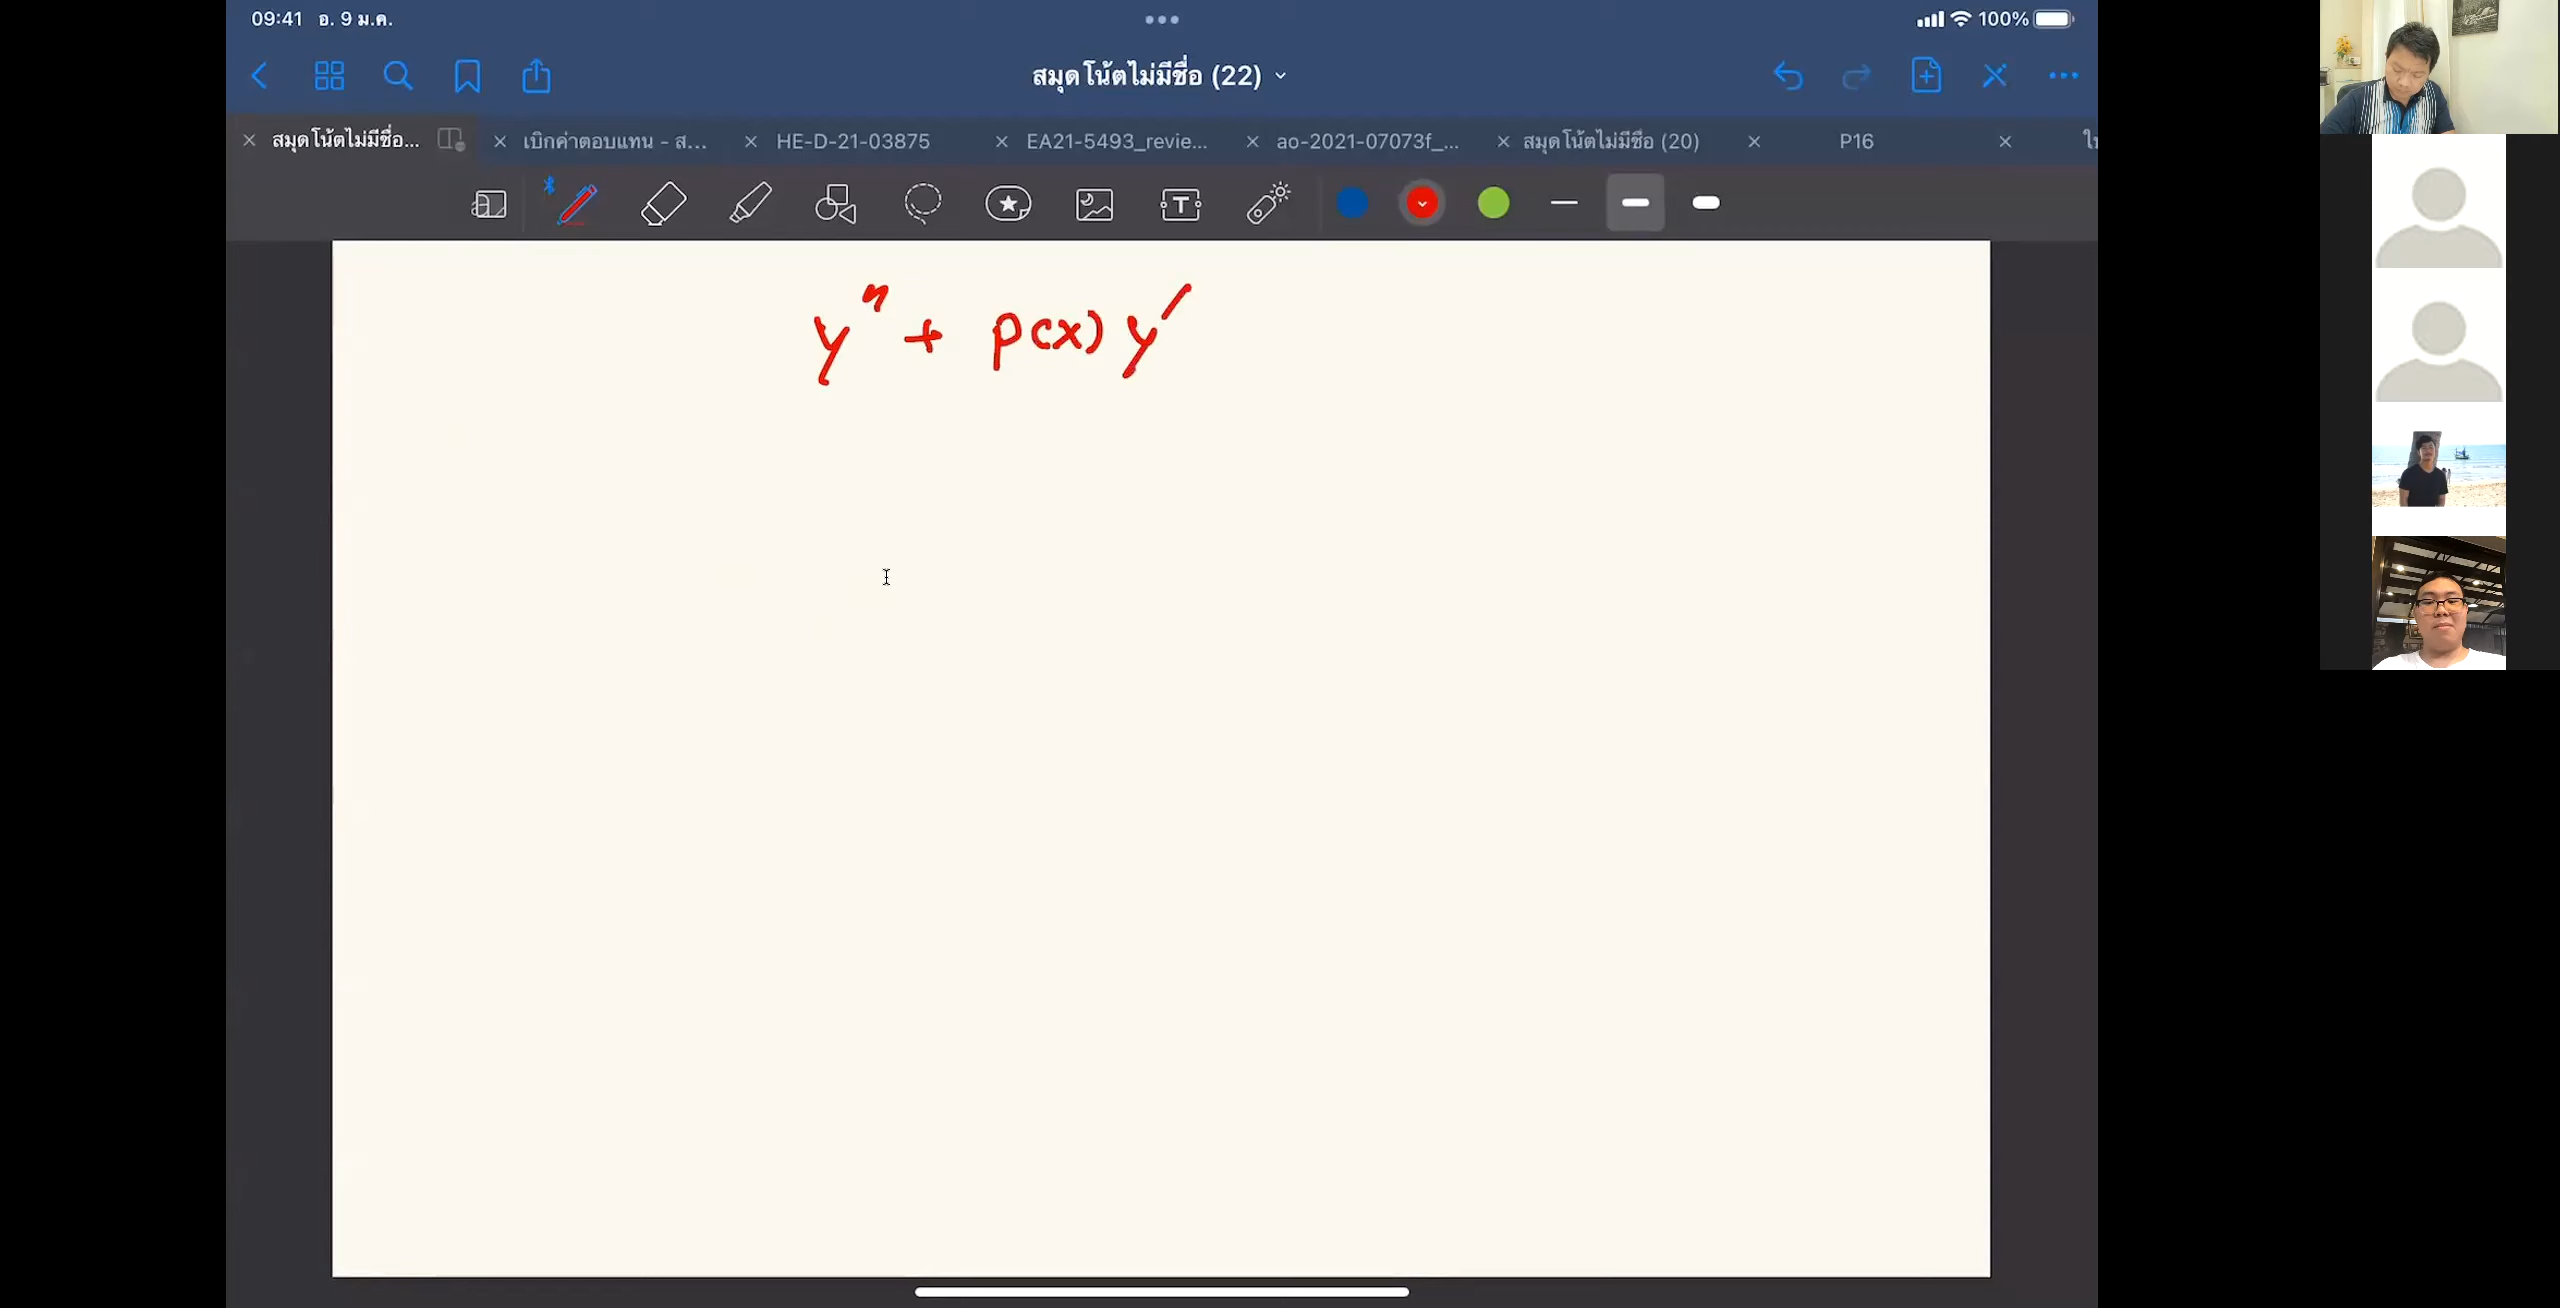 09:41 อ. 9 ม.ค. 100%
สมุดโน้ตไม่มีชื่อ (22)
สมุดโน้ตไม่มีชื่อ... เบิกค่าตอบแทน - ส... HE-D-21-03875 EA21-5493_revie... ao-2021-07073f_... สมุดโน้ตไม่มีชื่อ (20) P16
y" + p(x) y'